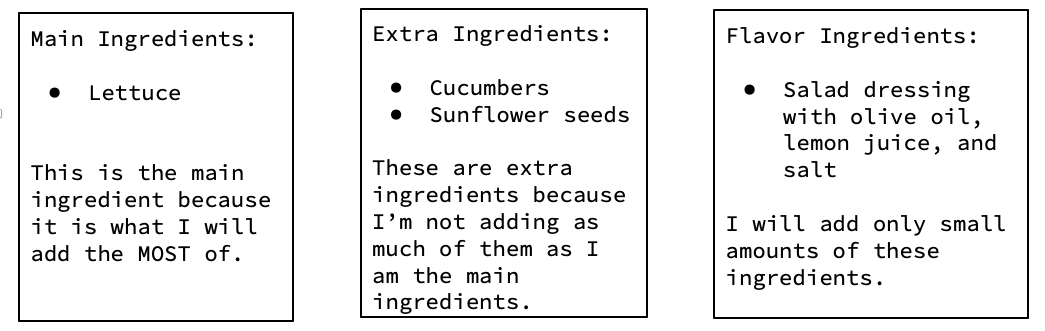 Main Ingredients:
● Lettuce
This is the main
ingredient because
it is what I will
add the MOST of.
Extra Ingredients:
● Cucumbers
● Sunflower seeds
These are extra
ingredients because
I’m not adding as
much of them as I
am the main
ingredients.
Flavor Ingredients:
● Salad dressing
with olive oil,
lemon juice, and
salt
I will add only small
amounts of these
ingredients.